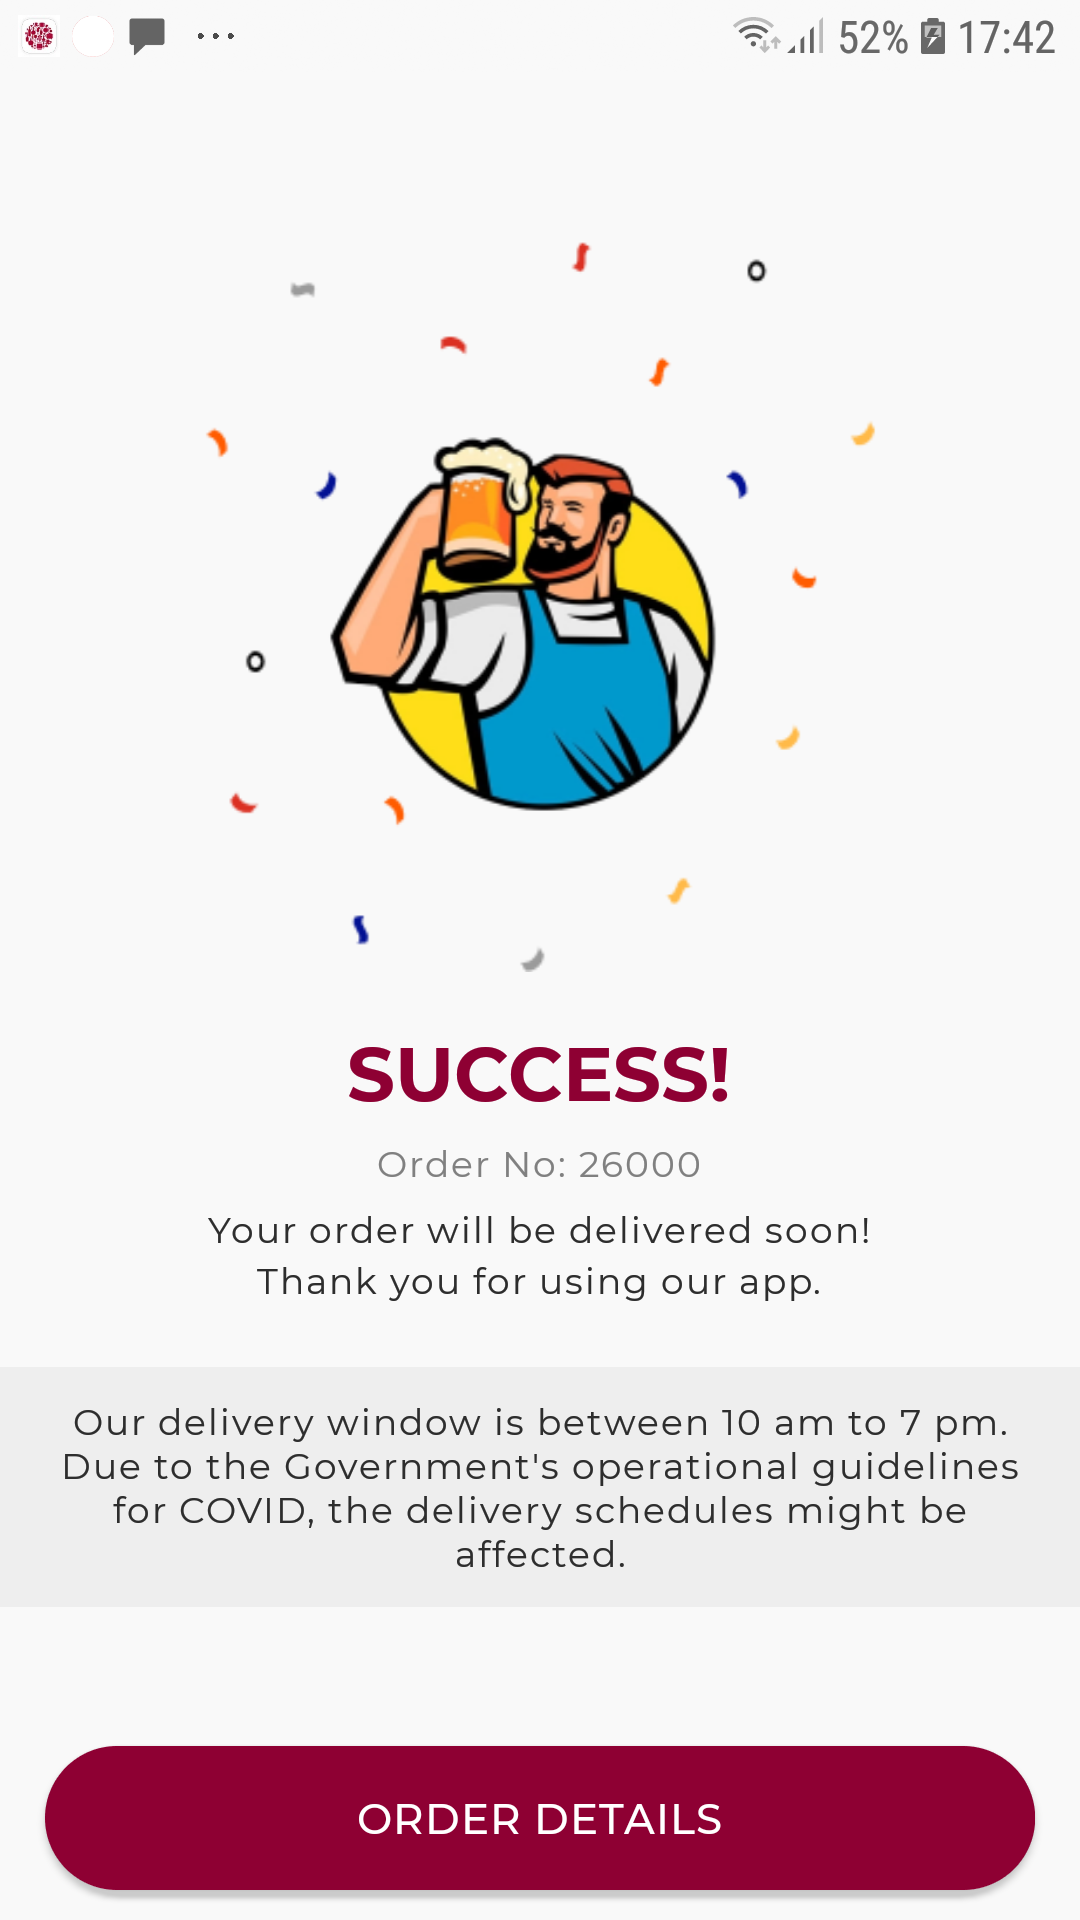 52% 17:42
SUCCESS!
Order No: 26000
Your order will be delivered soon!
Thank you for using our app.
Our delivery window is between 10 am to 7 pm.
Due to the Government's operational guidelines
for COVID, the delivery schedules might be
affected.
ORDER DETAILS